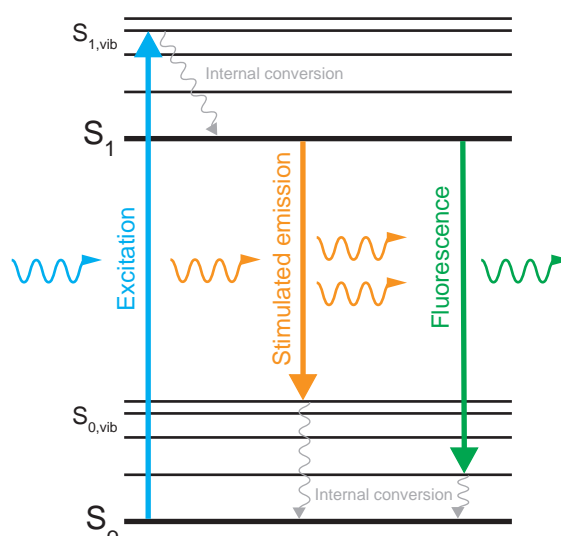 S1,vib
Internal conversion
S1
Excitation
Stimulated emission
Fluorescence
S0,vib
Internal conversion
S0